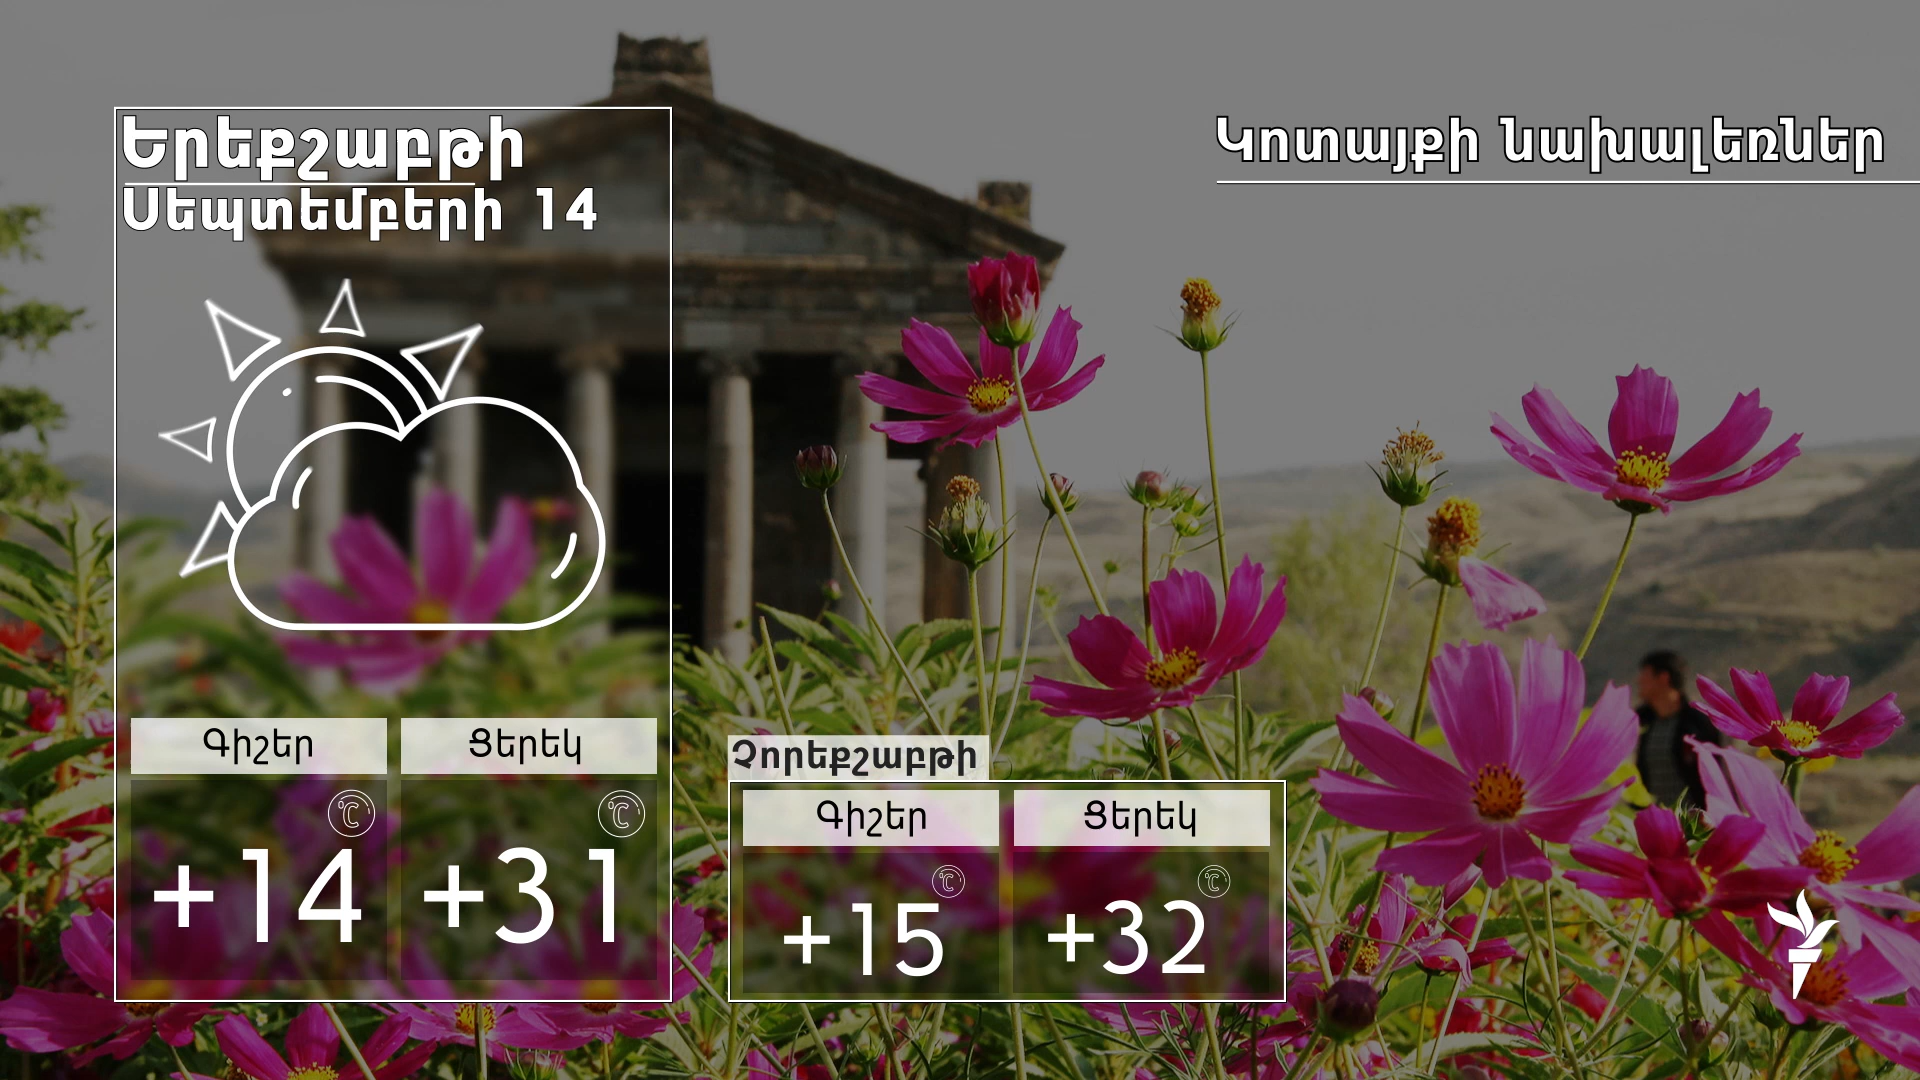 Երեքշաբթի
Սեպտեմբերի 14
Կոտայքի նախալեռներ
Գիշեր
Ցերեկ
°C
°C
+14
+31
Չորեքշաբթի
Գիշեր
Ցերեկ
°C
°C
+15
+32